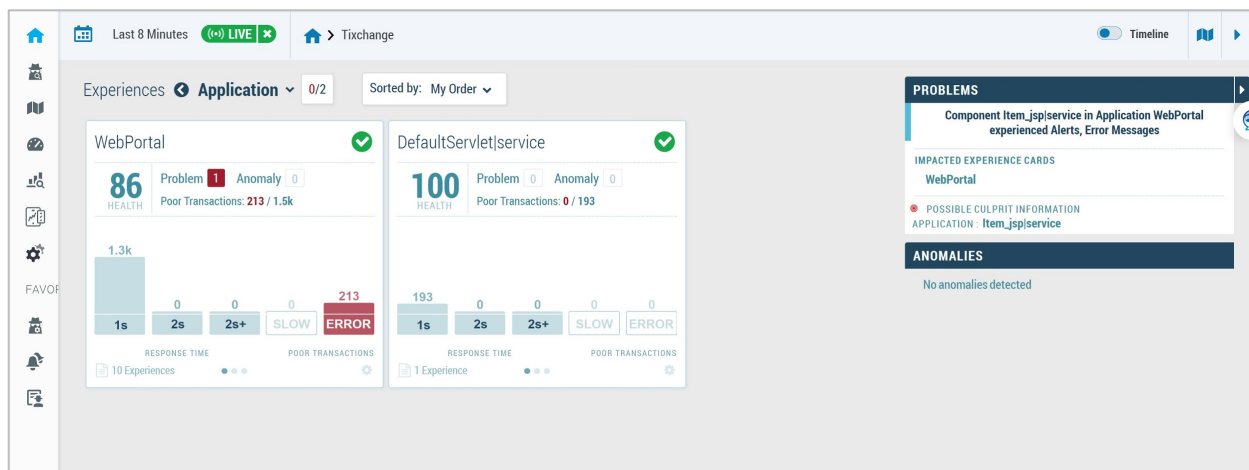 Last 8 Minutes LIVE Tixchange Timeline
Experiences Application 0/2 Sorted by: My Order
WebPortal
86 HEALTH
Problem 1 Anomaly 0
Poor Transactions: 213 / 1.5k
1.3k 0 0 0 213
1s 2s 2s+ SLOW ERROR
RESPONSE TIME POOR TRANSACTIONS
10 Experiences
DefaultServlet|service
100 HEALTH
Problem 0 Anomaly 0
Poor Transactions: 0 / 193
193 0 0 0 0
1s 2s 2s+ SLOW ERROR
RESPONSE TIME POOR TRANSACTIONS
1 Experience
PROBLEMS
Component Item_jsp|service in Application WebPortal
experienced Alerts, Error Messages
IMPACTED EXPERIENCE CARDS
WebPortal
POSSIBLE CULPRIT INFORMATION
APPLICATION : Item_jsp|service
ANOMALIES
No anomalies detected
FAVOR